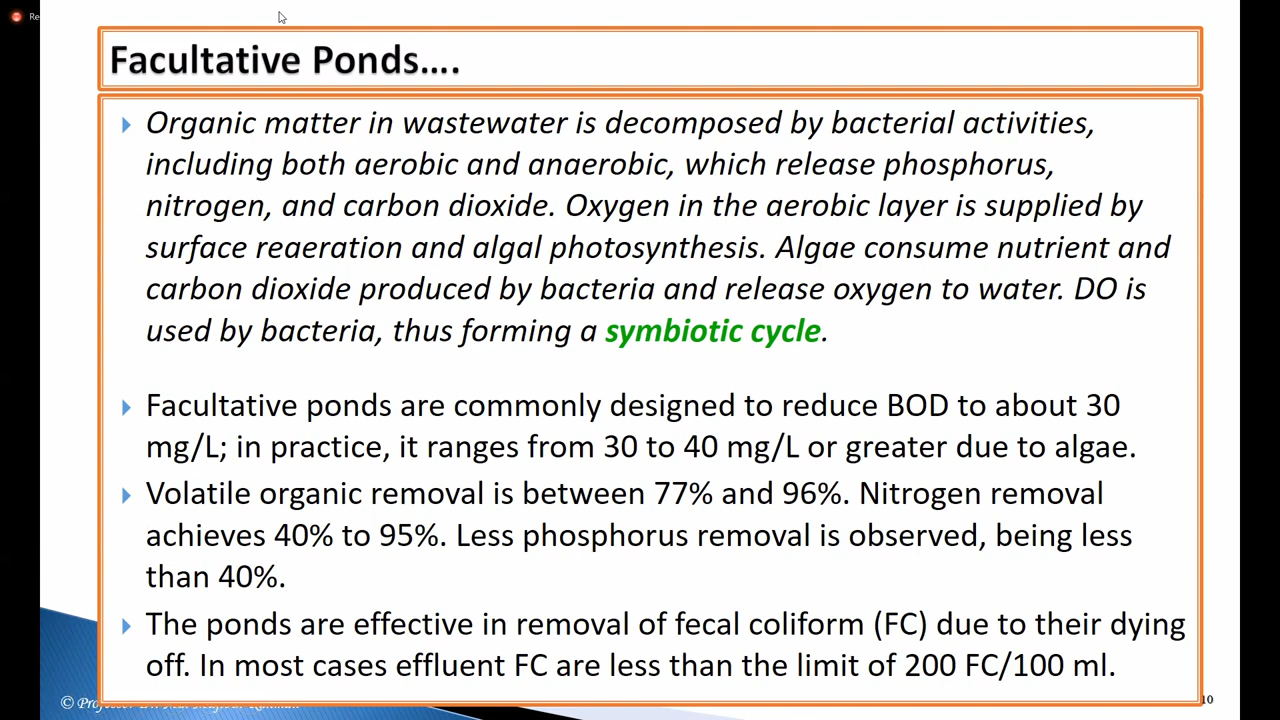 Re
Facultative Ponds....
Organic matter in wastewater is decomposed by bacterial activities,
including both aerobic and anaerobic, which release phosphorus,
nitrogen, and carbon dioxide. Oxygen in the aerobic layer is supplied by
surface reaeration and algal photosynthesis. Algae consume nutrient and
carbon dioxide produced by bacteria and release oxygen to water. DO is
used by bacteria, thus forming a symbiotic cycle.
Facultative ponds are commonly designed to reduce BOD to about 30
mg/L; in practice, it ranges from 30 to 40 mg/L or greater due to algae.
Volatile organic removal is between 77% and 96%. Nitrogen removal
achieves 40% to 95%. Less phosphorus removal is observed, being less
than 40%.
The ponds are effective in removal of fecal coliform (FC) due to their dying
off. In most cases effluent FC are less than the limit of 200 FC/100 ml.
©
10